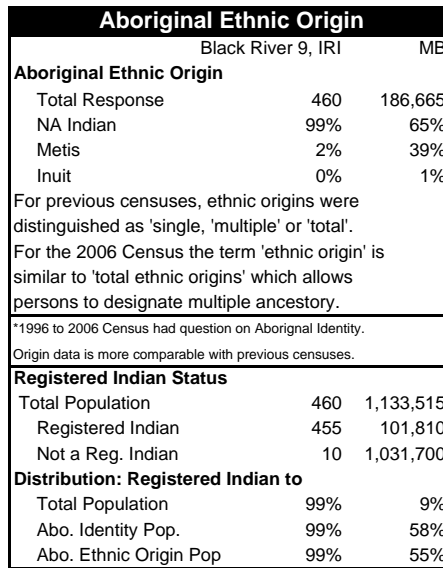 Aboriginal Ethnic Origin
Black River 9, IRI MB
Aboriginal Ethnic Origin
Total Response 460 186,665
NA Indian 99% 65%
Metis 2% 39%
Inuit 0% 1%
For previous censuses, ethnic origins were
distinguished as 'single, 'multiple' or 'total'.
For the 2006 Census the term 'ethnic origin' is
similar to 'total ethnic origins' which allows
persons to designate multiple ancestory.
*1996 to 2006 Census had question on Aborignal Identity.
Origin data is more comparable with previous censuses.
Registered Indian Status
Total Population 460 1,133,515
Registered Indian 455 101,810
Not a Reg. Indian 10 1,031,700
Distribution: Registered Indian to
Total Population 99% 9%
Abo. Identity Pop. 99% 58%
Abo. Ethnic Origin Pop 99% 55%